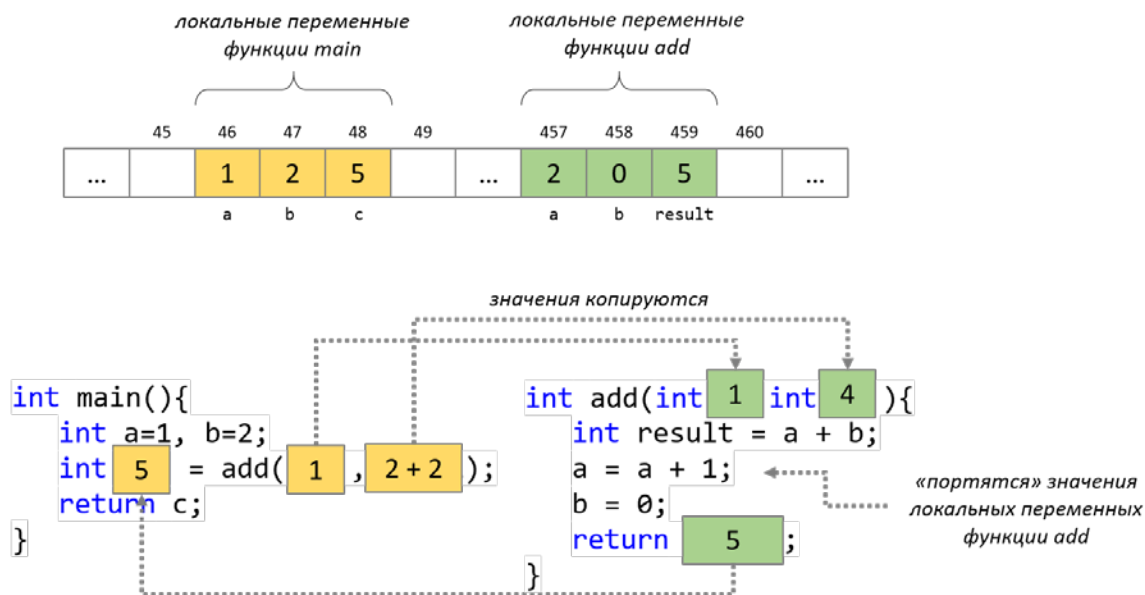 локальные переменные
функции main
локальные переменные
функции add
45 46 47 48 49 457 458 459 460
... 1 2 5 ... 2 0 5 ...
a b c a b result
значения копируются
int main(){
int a=1, b=2;
int 5 = add( 1 , 2 + 2 );
return c;
}
int add(int 1 int 4 ){
int result = a + b;
a = a + 1;
b = 0;
return 5 ;
}
«портятся» значения
локальных переменных
функции add